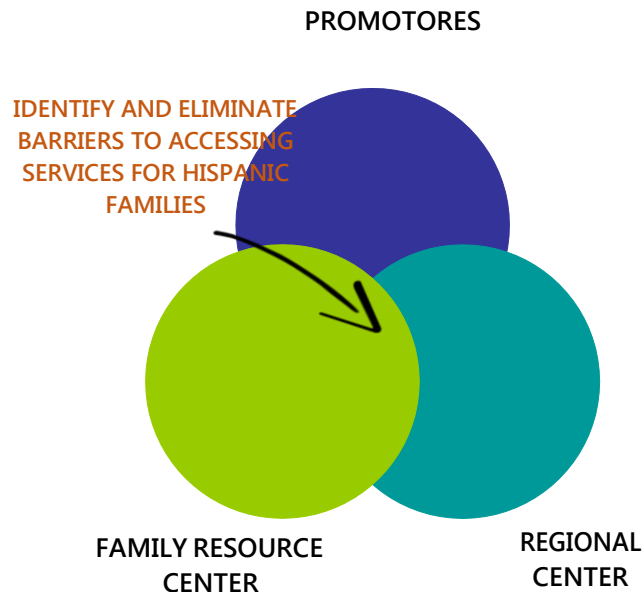 PROMOTORES
IDENTIFY AND ELIMINATE
BARRIERS TO ACCESSING
SERVICES FOR HISPANIC
FAMILIES
FAMILY RESOURCE
CENTER
REGIONAL
CENTER